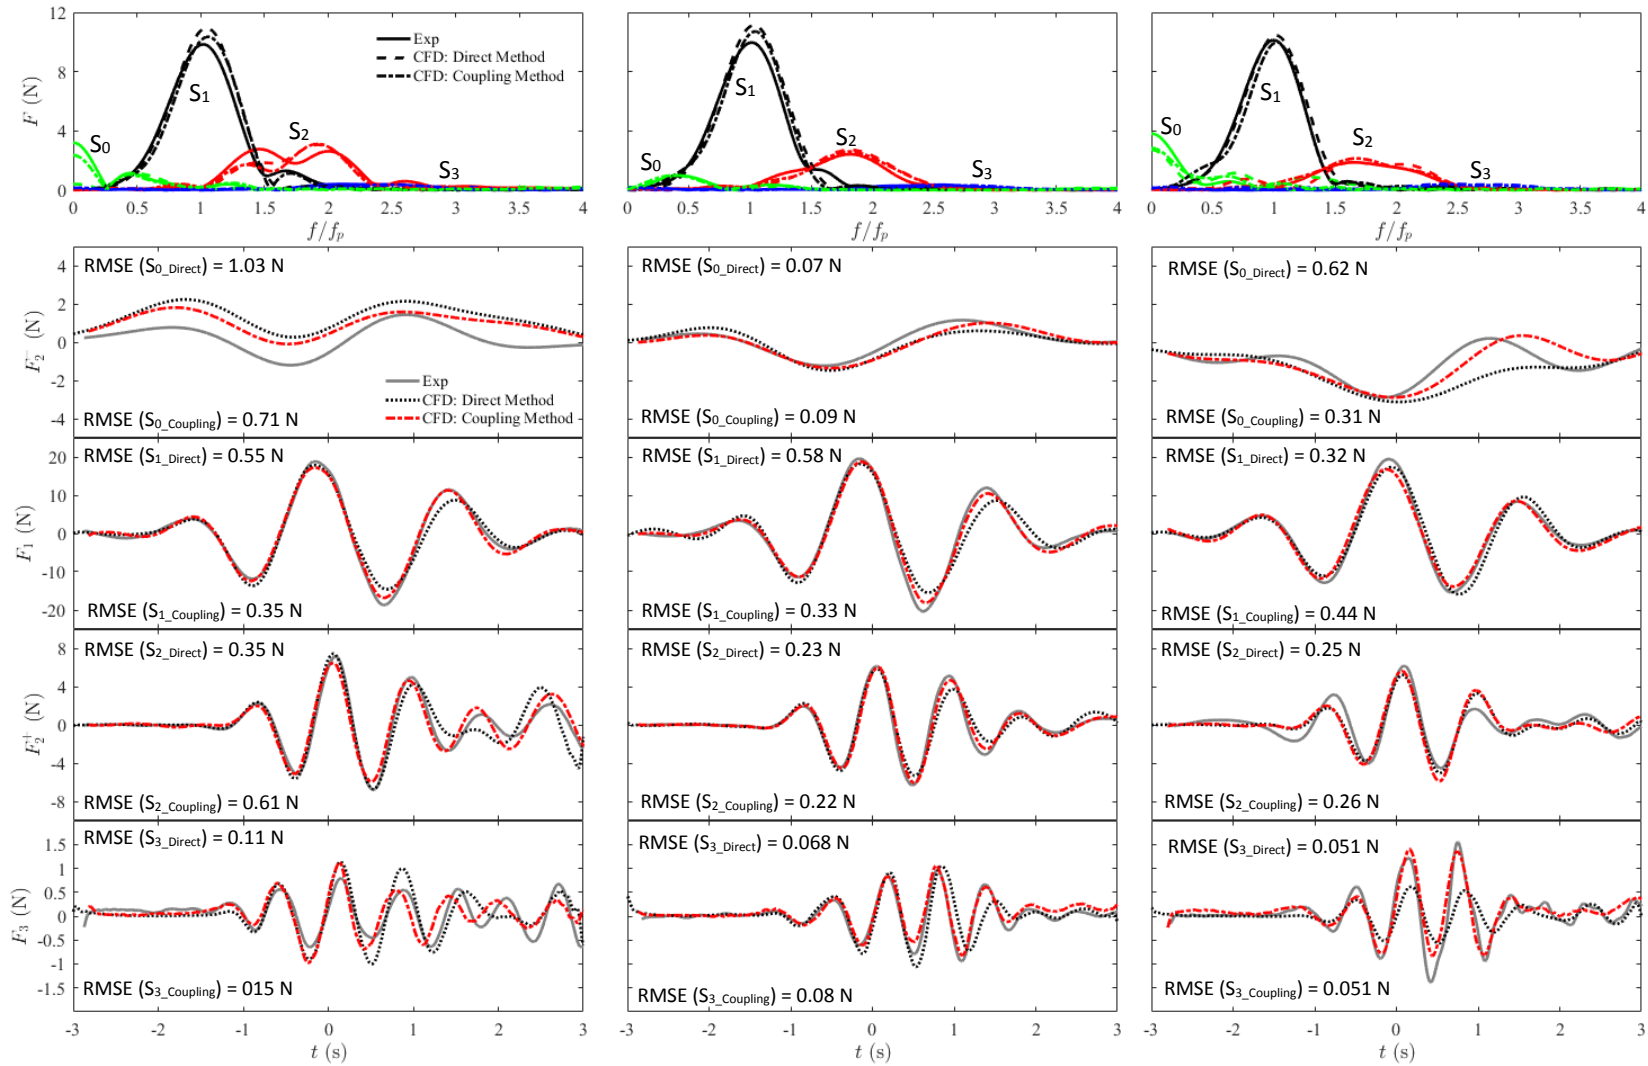 12
8
4
0
F (N)
S0
S1
S2
S3
Exp
CFD: Direct Method
CFD: Coupling Method
0 0.5 1 1.5 2 2.5 3 3.5 4
f/fp
S0
S1
S2
S3
0 0.5 1 1.5 2 2.5 3 3.5 4
f/fp
S0
S1
S2
S3
0 0.5 1 1.5 2 2.5 3 3.5 4
f/fp
4
2
0
-2
-4
F2− (N)
RMSE (S0_Direct) = 1.03 N
Exp
CFD: Direct Method
CFD: Coupling Method
RMSE (S0_Coupling) = 0.71 N
RMSE (S0_Direct) = 0.07 N
RMSE (S0_Coupling) = 0.09 N
RMSE (S0_Direct) = 0.62 N
RMSE (S0_Coupling) = 0.31 N
20
10
0
-10
-20
F1 (N)
RMSE (S1_Direct) = 0.55 N
RMSE (S1_Coupling) = 0.35 N
RMSE (S1_Direct) = 0.58 N
RMSE (S1_Coupling) = 0.33 N
RMSE (S1_Direct) = 0.32 N
RMSE (S1_Coupling) = 0.44 N
8
4
0
-4
-8
F2+ (N)
RMSE (S2_Direct) = 0.35 N
RMSE (S2_Coupling) = 0.61 N
RMSE (S2_Direct) = 0.23 N
RMSE (S2_Coupling) = 0.22 N
RMSE (S2_Direct) = 0.25 N
RMSE (S2_Coupling) = 0.26 N
1.5
1
0.5
0
-0.5
-1
-1.5
F3 (N)
RMSE (S3_Direct) = 0.11 N
RMSE (S3_Coupling) = 015 N
RMSE (S3_Direct) = 0.068 N
RMSE (S3_Coupling) = 0.08 N
RMSE (S3_Direct) = 0.051 N
RMSE (S3_Coupling) = 0.051 N
-3 -2 -1 0 1 2 3
t (s)
-3 -2 -1 0 1 2 3
t (s)
-3 -2 -1 0 1 2 3
t (s)